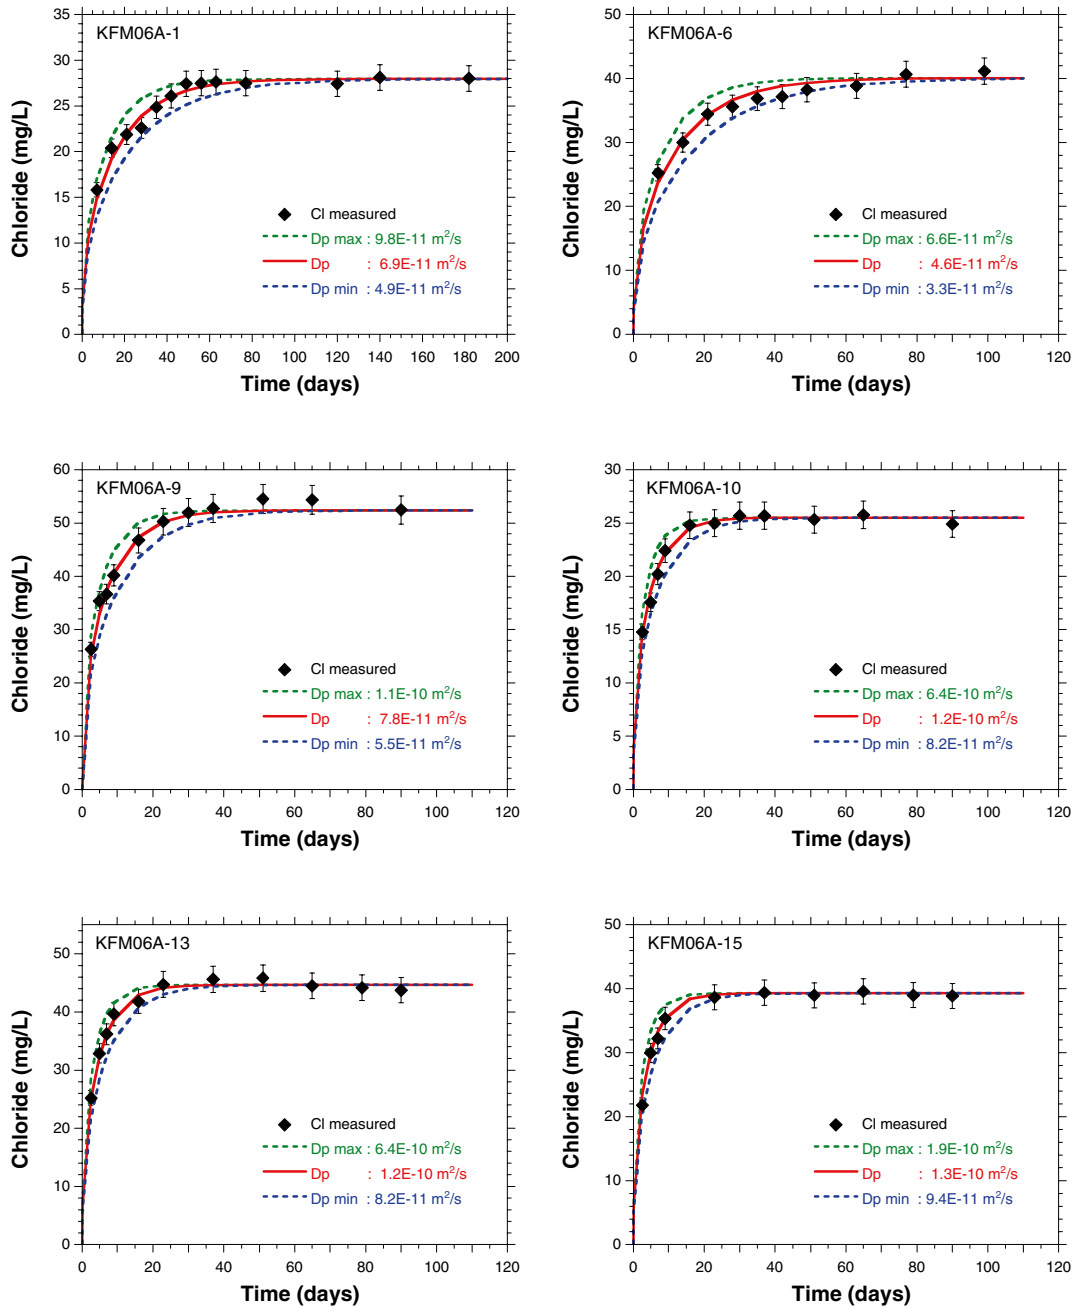 KFM06A-1
Chloride (mg/L)
35
30
25
20
15
10
5
0
Cl measured
Dp max : 9.8E-11 m²/s
Dp : 6.9E-11 m²/s
Dp min : 4.9E-11 m²/s
0 20 40 60 80 100 120 140 160 180 200
Time (days)
KFM06A-6
Chloride (mg/L)
50
40
30
20
10
0
Cl measured
Dp max : 6.6E-11 m²/s
Dp : 4.6E-11 m²/s
Dp min : 3.3E-11 m²/s
0 20 40 60 80 100 120
Time (days)
KFM06A-9
Chloride (mg/L)
60
50
40
30
20
10
0
Cl measured
Dp max : 1.1E-10 m²/s
Dp : 7.8E-11 m²/s
Dp min : 5.5E-11 m²/s
0 20 40 60 80 100 120
Time (days)
KFM06A-10
Chloride (mg/L)
30
25
20
15
10
5
0
Cl measured
Dp max : 6.4E-10 m²/s
Dp : 1.2E-10 m²/s
Dp min : 8.2E-11 m²/s
0 20 40 60 80 100 120
Time (days)
KFM06A-13
Chloride (mg/L)
50
40
30
20
10
0
Cl measured
Dp max : 6.4E-10 m²/s
Dp : 1.2E-10 m²/s
Dp min : 8.2E-11 m²/s
0 20 40 60 80 100 120
Time (days)
KFM06A-15
Chloride (mg/L)
50
40
30
20
10
0
Cl measured
Dp max : 1.9E-10 m²/s
Dp : 1.3E-10 m²/s
Dp min : 9.4E-11 m²/s
0 20 40 60 80 100 120
Time (days)